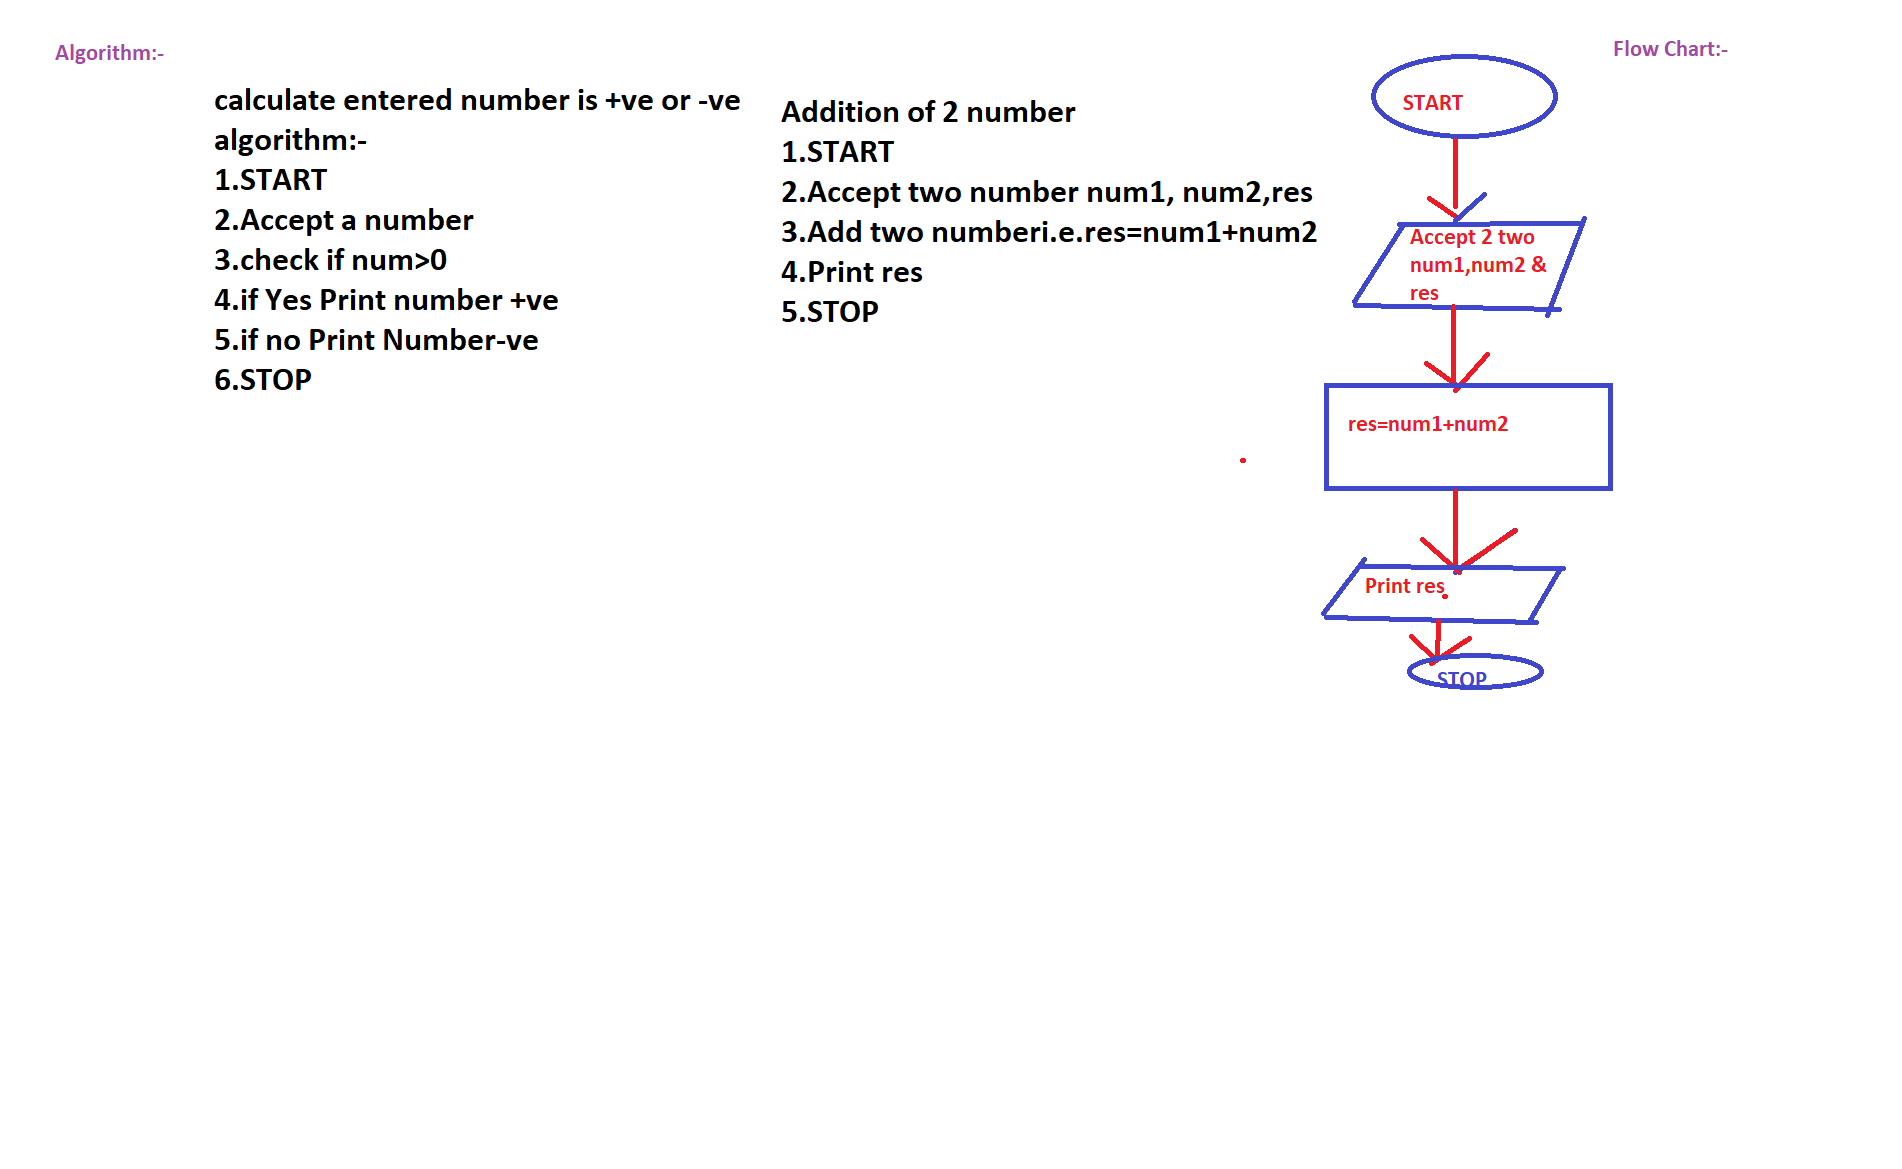 Algorithm:-
calculate entered number is +ve or -ve
algorithm:-
1.START
2.Accept a number
3.check if num>0
4.if Yes Print number +ve
5.if no Print Number-ve
6.STOP
Addition of 2 number
1.START
2.Accept two number num1, num2,res
3.Add two numberi.e.res=num1+num2
4.Print res
5.STOP
Flow Chart:-
START
Accept 2 two
num1,num2 &
res
res=num1+num2
Print res
STOP